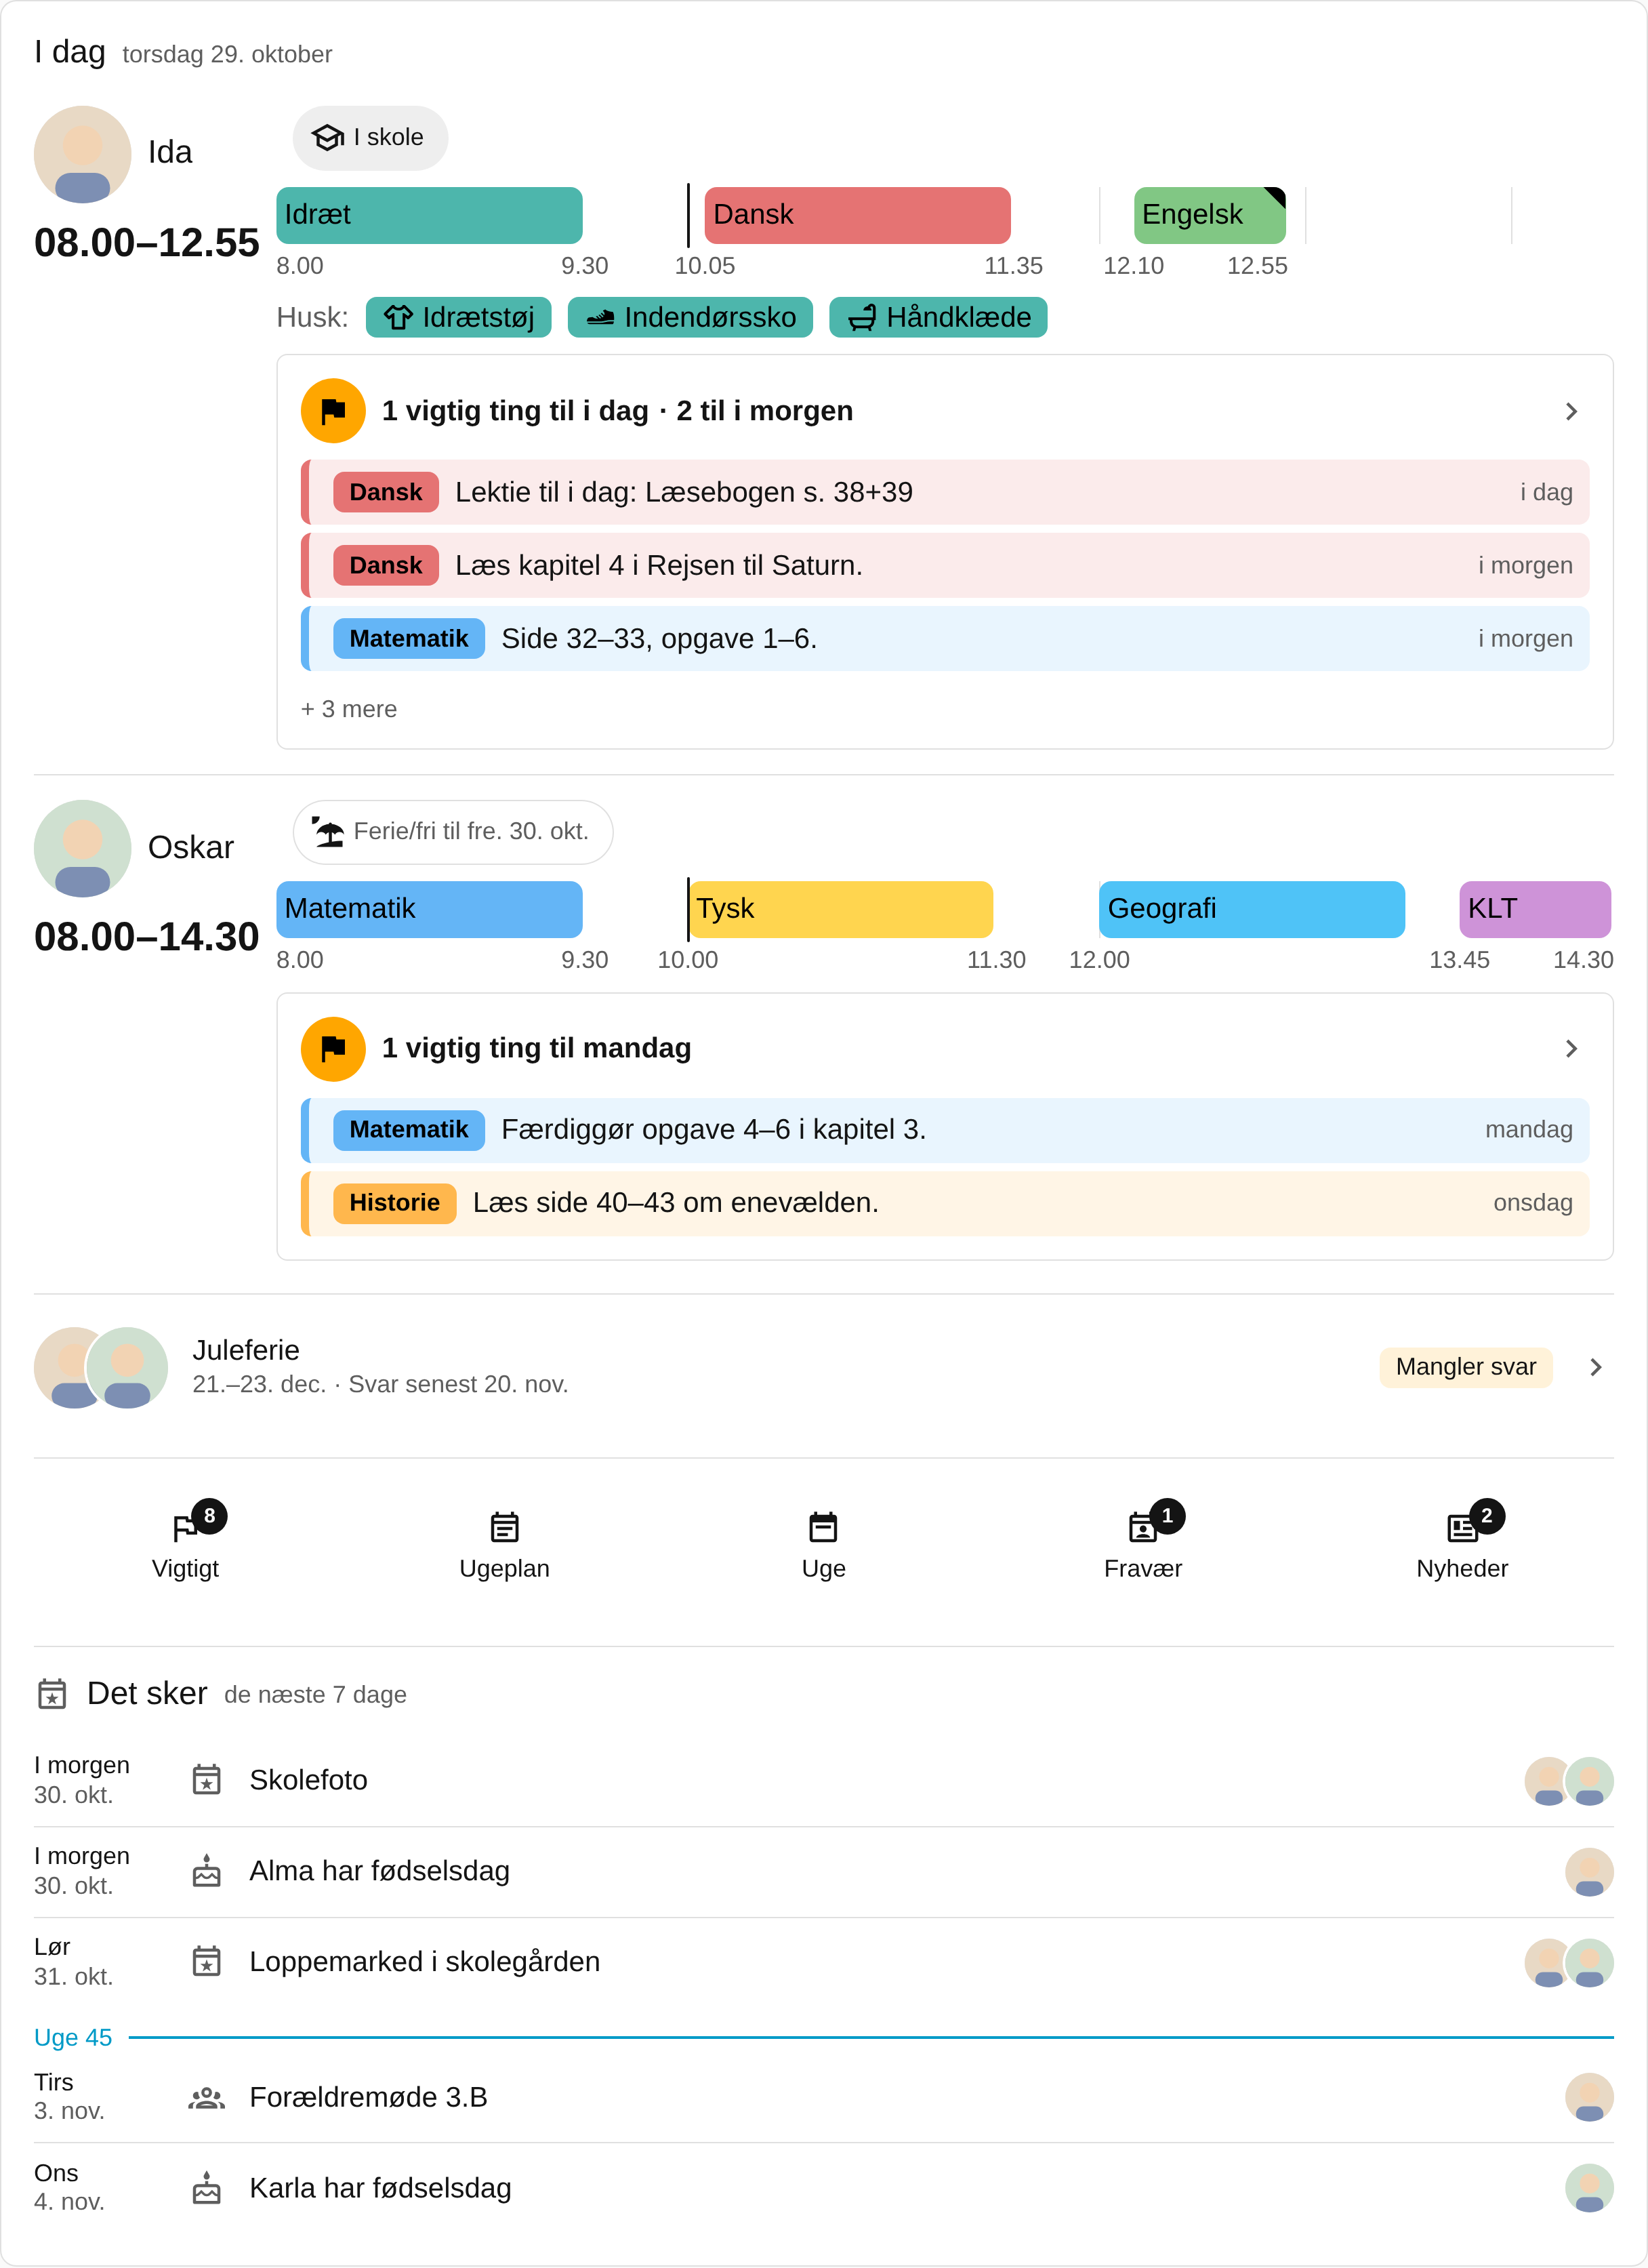 I dag torsdag 29. oktober
Ida
I skole
08.00–12.55
Idræt Dansk Engelsk
8.00 9.30 10.05 11.35 12.10 12.55
Husk: Idrætstøj Indendørssko Håndklæde
1 vigtig ting til i dag · 2 til i morgen
Dansk Lektie til i dag: Læsebogen s. 38+39 i dag
Dansk Læs kapitel 4 i Rejsen til Saturn. i morgen
Matematik Side 32–33, opgave 1–6. i morgen
+ 3 mere
Oskar
Ferie/fri til fre. 30. okt.
08.00–14.30
Matematik Tysk Geografi KLT
8.00 9.30 10.00 11.30 12.00 13.45 14.30
1 vigtig ting til mandag
Matematik Færdiggør opgave 4–6 i kapitel 3. mandag
Historie Læs side 40–43 om enevælden. onsdag
Juleferie
21.–23. dec. · Svar senest 20. nov.
Mangler svar
8 1 2
Vigtigt Ugeplan Uge Fravær Nyheder
Det sker de næste 7 dage
I morgen
30. okt.
Skolefoto
I morgen
30. okt.
Alma har fødselsdag
Lør
31. okt.
Loppemarked i skolegården
Uge 45
Tirs
3. nov.
Forældremøde 3.B
Ons
4. nov.
Karla har fødselsdag